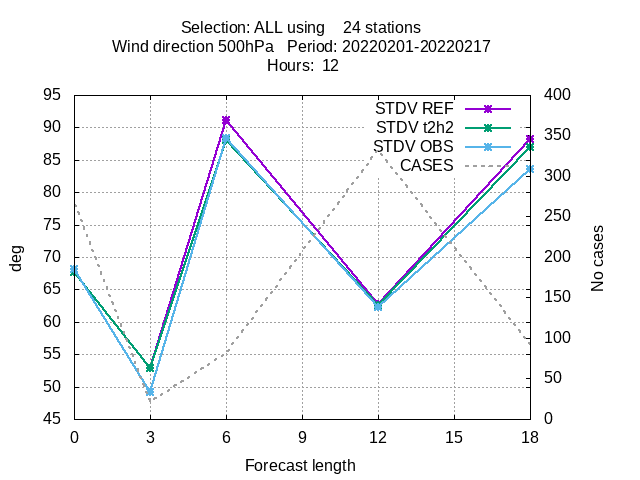 Selection: ALL using    24 stations
Wind direction 500hPa   Period: 20220201-20220217
Hours:  12
STDV REF
STDV t2h2
STDV OBS
CASES
95
90
85
80
75
70
65
60
55
50
45
400
350
300
250
200
150
100
50
0
deg
No cases
0 3 6 9 12 15 18
Forecast length